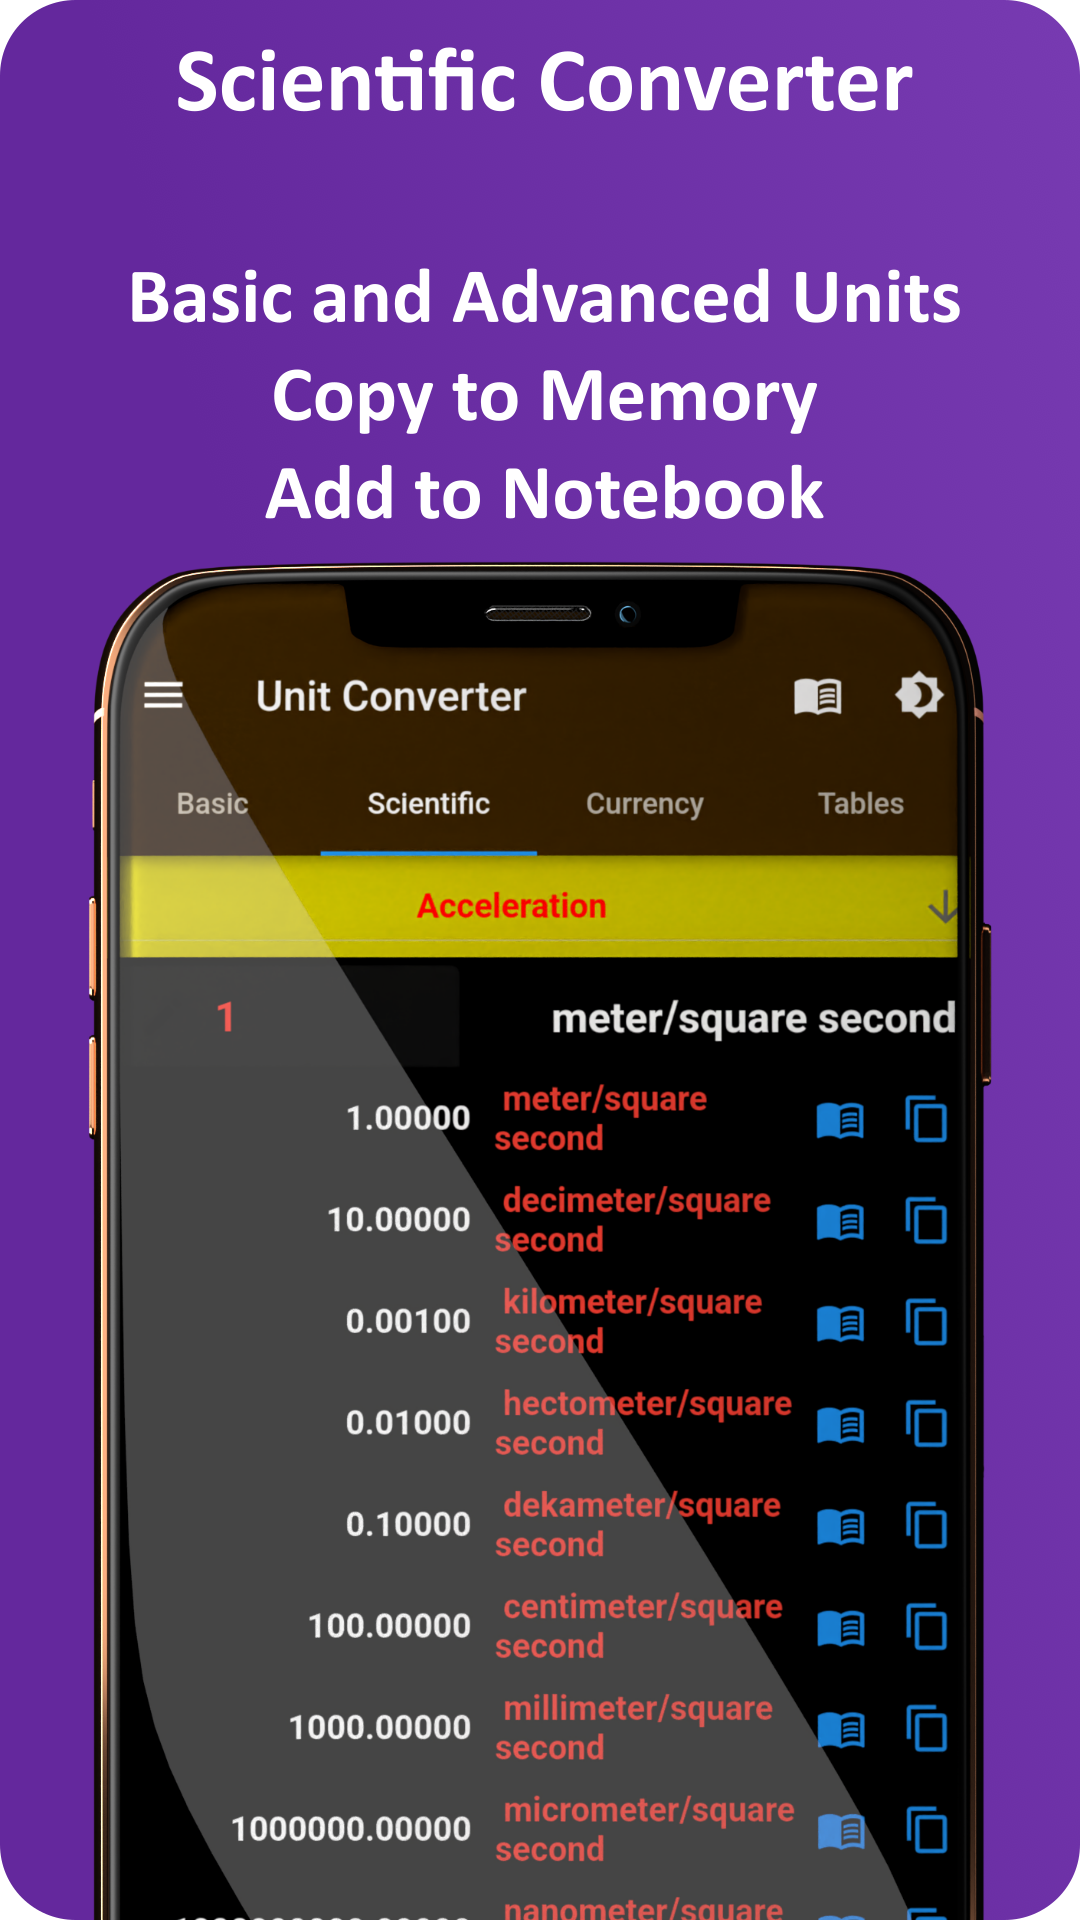 Scientific Converter
Basic and Advanced Units
Copy to Memory
Add to Notebook
Unit Converter
Basic Scientific Currency Tables
Acceleration
1 meter/square second
1.00000 meter/square
second
10.00000 decimeter/square
second
0.00100 kilometer/square
second
0.01000 hectometer/square
second
0.10000 dekameter/square
second
100.00000 centimeter/square
second
1000.00000 millimeter/square
second
1000000.00000 micrometer/square
second
nanometer/square